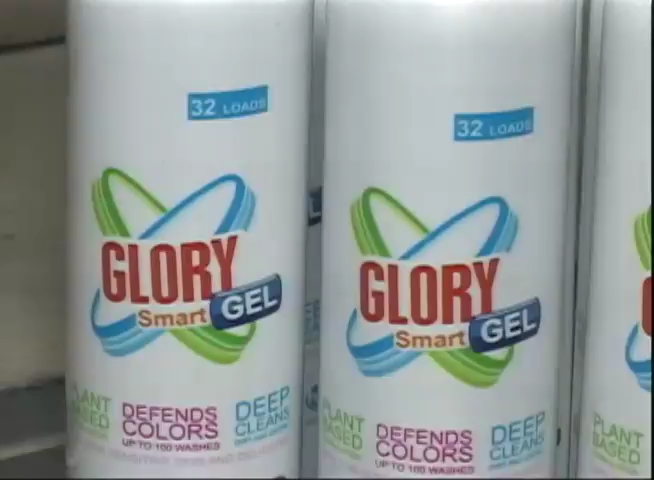 32 LOADS
GLORY
Smart GEL
PLANT
BASED
DEFENDS
COLORS
UP TO 100 WASHES
DEEP
CLEANS
32 LOADS
GLORY
Smart GEL
PLANT
BASED
DEFENDS
COLORS
UP TO 100 WASHES
DEEP
CLEANS
PLANT
BASED